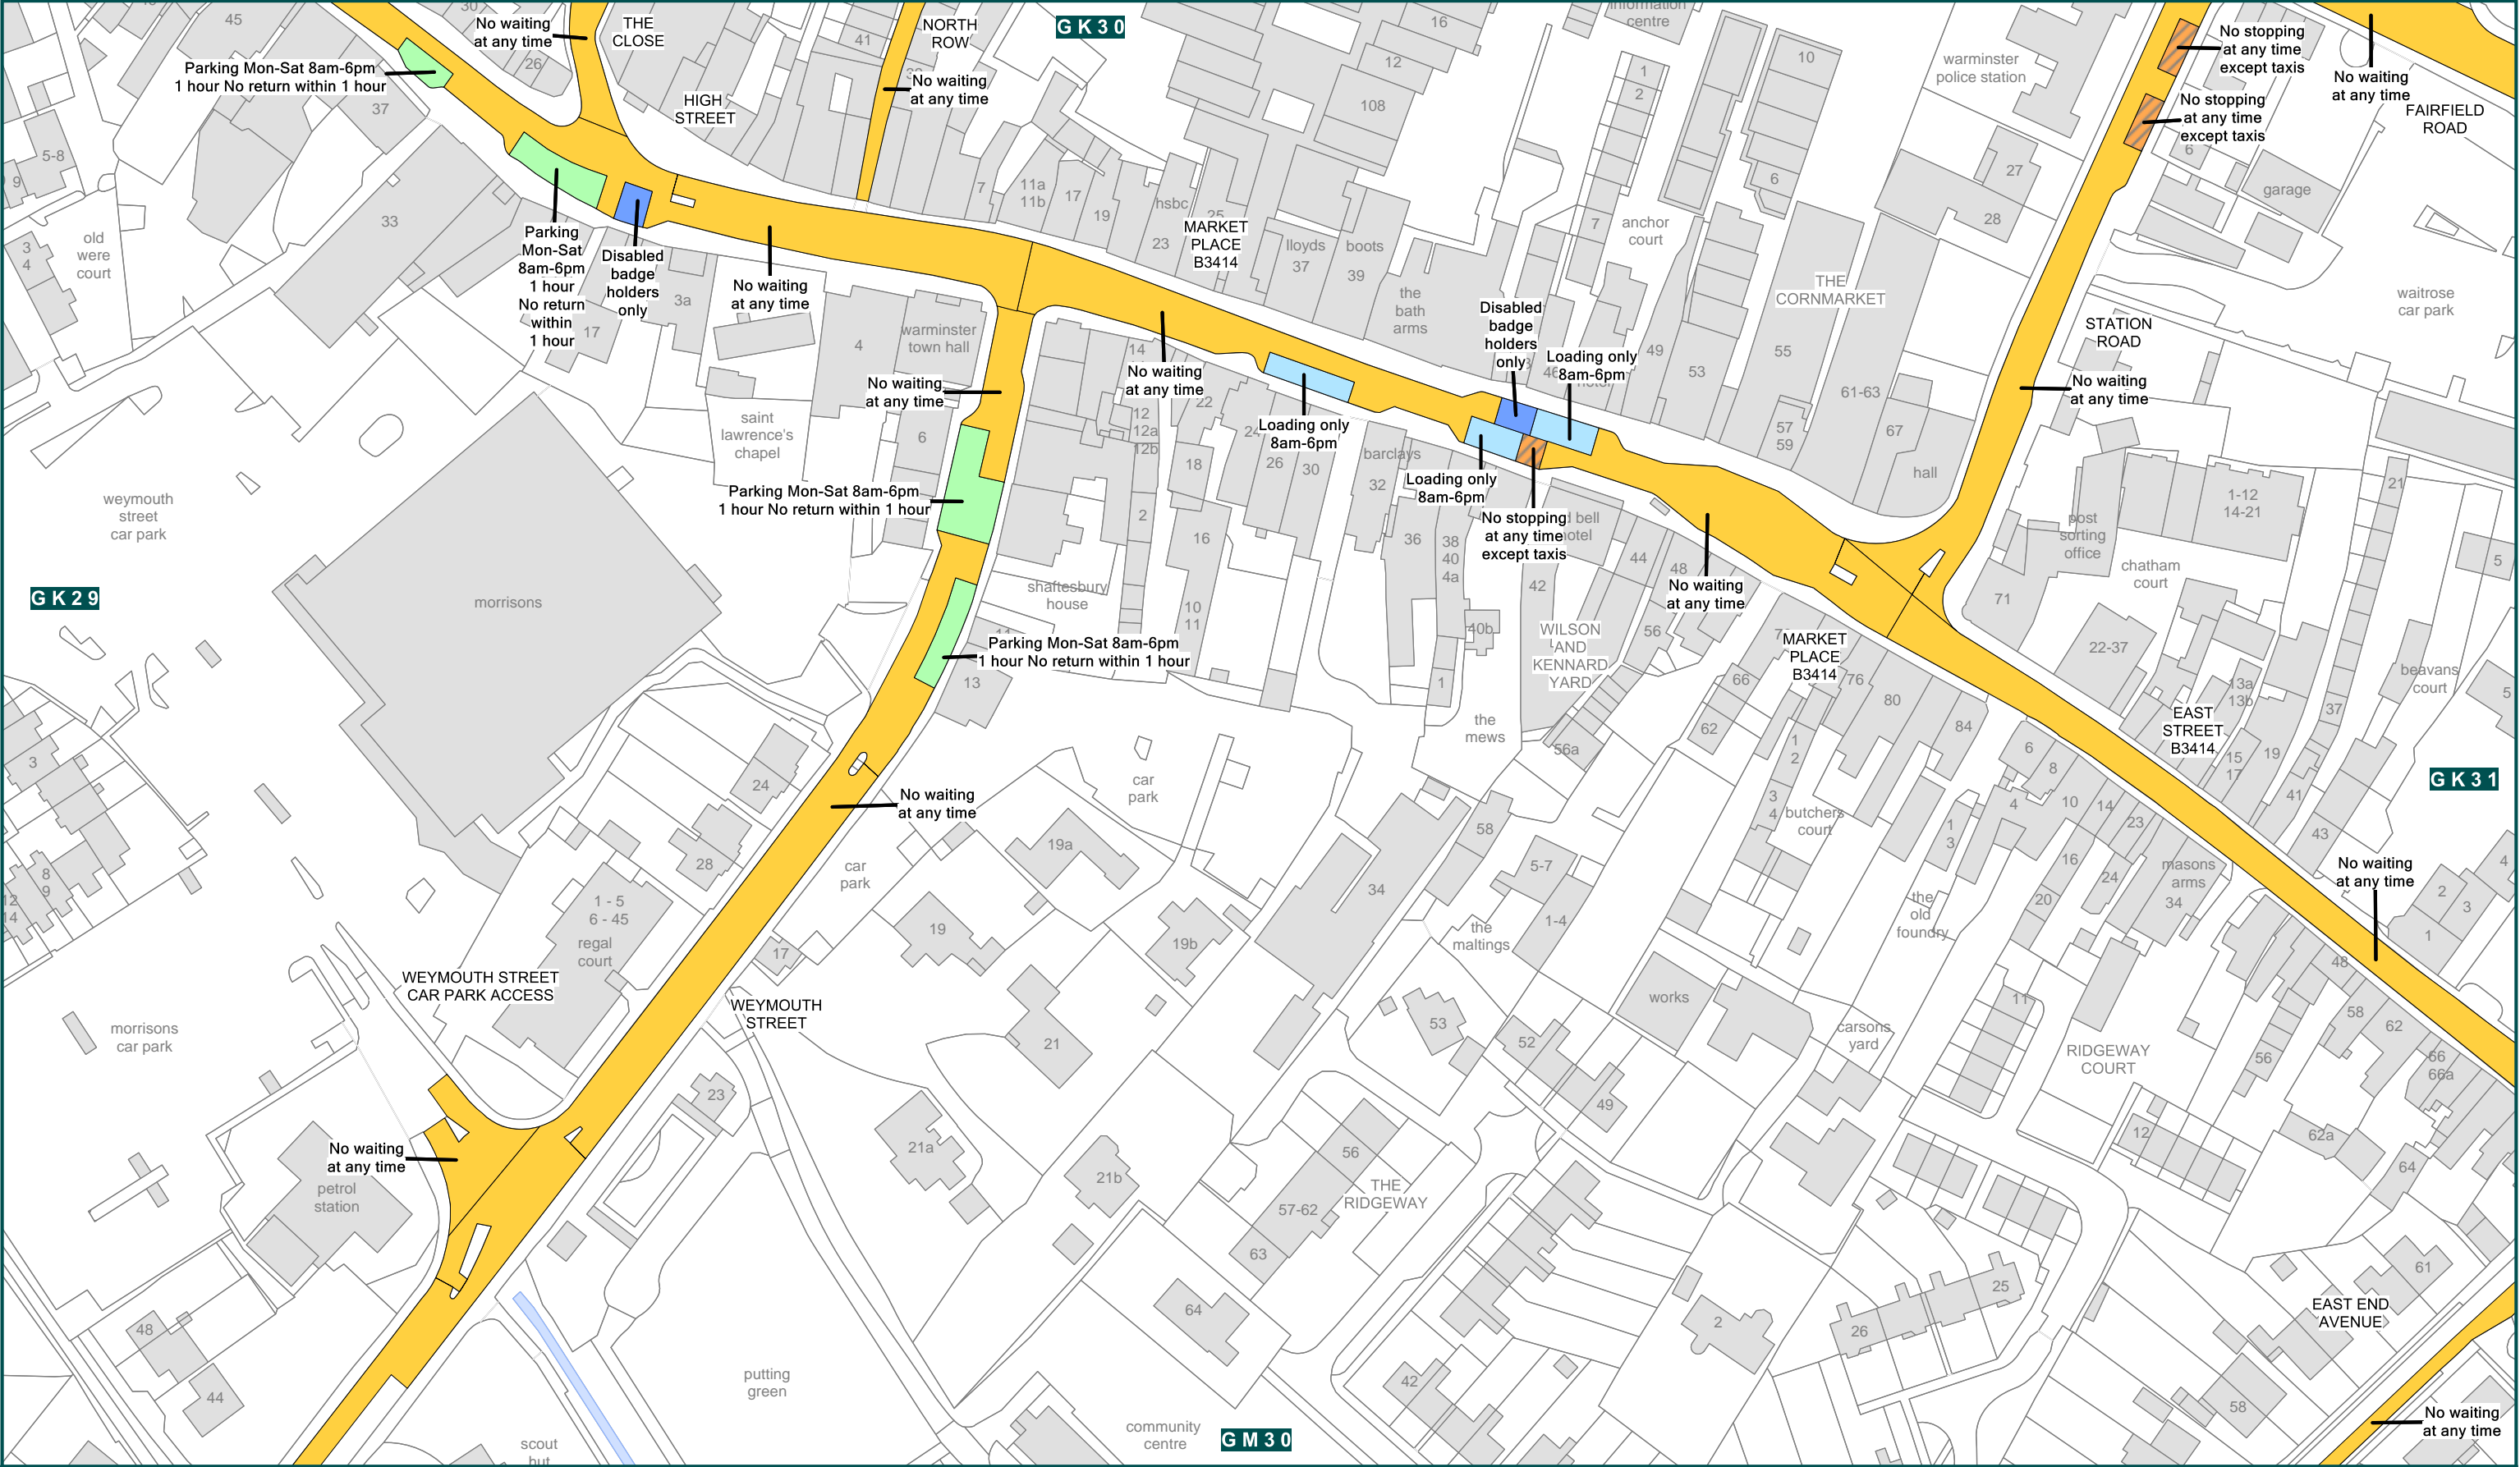 45
30
No waiting
at any time
THE
CLOSE
26
41
NORTH
ROW
GK30
16
information
centre
10
12
1
2
108
warminster
police station
No stopping
at any time
except taxis
No waiting
at any time
FAIRFIELD
ROAD
Parking Mon-Sat 8am-6pm
1 hour No return within 1 hour
37
HIGH
STREET
No waiting
at any time
No stopping
at any time
except taxis
6
garage
27
28
5-8
9
33
old
were
court
3
4
Parking
Mon-Sat
8am-6pm
1 hour
No return
within
1 hour
17
Disabled
badge
holders
only
3a
No waiting
at any time
7
11a
11b
17
19
hsbc
23
25
MARKET
PLACE
B3414
lloyds
37
boots
39
the
bath
arms
7
anchor
court
6
THE
CORNMARKET
waitrose
car park
STATION
ROAD
No waiting
at any time
4
warminster
town hall
No waiting
at any time
14
No waiting
at any time
Disabled
badge
holders
only
46
Loading only
8am-6pm
49
53
55
57
59
61-63
67
hall
saint
lawrence's
chapel
6
12
12a
12b
22
18
24
26
30
Loading only
8am-6pm
barclays
32
Loading only
8am-6pm
Parking Mon-Sat 8am-6pm
1 hour No return within 1 hour
2
16
36
38
40
4a
No stopping
at any time
except taxis
bell
hotel
42
44
48
No waiting
at any time
weymouth
street
car park
GK29
morrisons
shaftesbury
house
10
11
Parking Mon-Sat 8am-6pm
1 hour No return within 1 hour
13
1
40b
WILSON
AND
KENNARD
YARD
56
MARKET
PLACE
B3414
71
post
sorting
office
1-12
14-21
21
chatham
court
5
22-37
13a
13b
beavans
court
5
37
EAST
STREET
B3414
15
17
19
41
43
GK31
66
62
76
80
84
the
mews
56a
1
2
3
4
butchers
court
6
8
4
10
14
23
16
24
20
masons
arms
34
1
3
the
old
foundry
No waiting
at any time
4
2
3
1
3
8
9
12
14
24
28
No waiting
at any time
car
park
car
park
19a
19
19b
17
34
58
5-7
1-4
the
maltings
1 - 5
6 - 45
regal
court
WEYMOUTH STREET
CAR PARK ACCESS
WEYMOUTH
STREET
morrisons
car park
21
53
52
49
works
carsons
yard
11
RIDGEWAY
COURT
48
58
62
56
66
66a
12
62a
64
23
21a
21b
No waiting
at any time
petrol
station
56
57-62
63
THE
RIDGEWAY
64
48
44
putting
green
scout
hut
community
centre
GM30
42
2
26
25
61
EAST END
AVENUE
58
No waiting
at any time